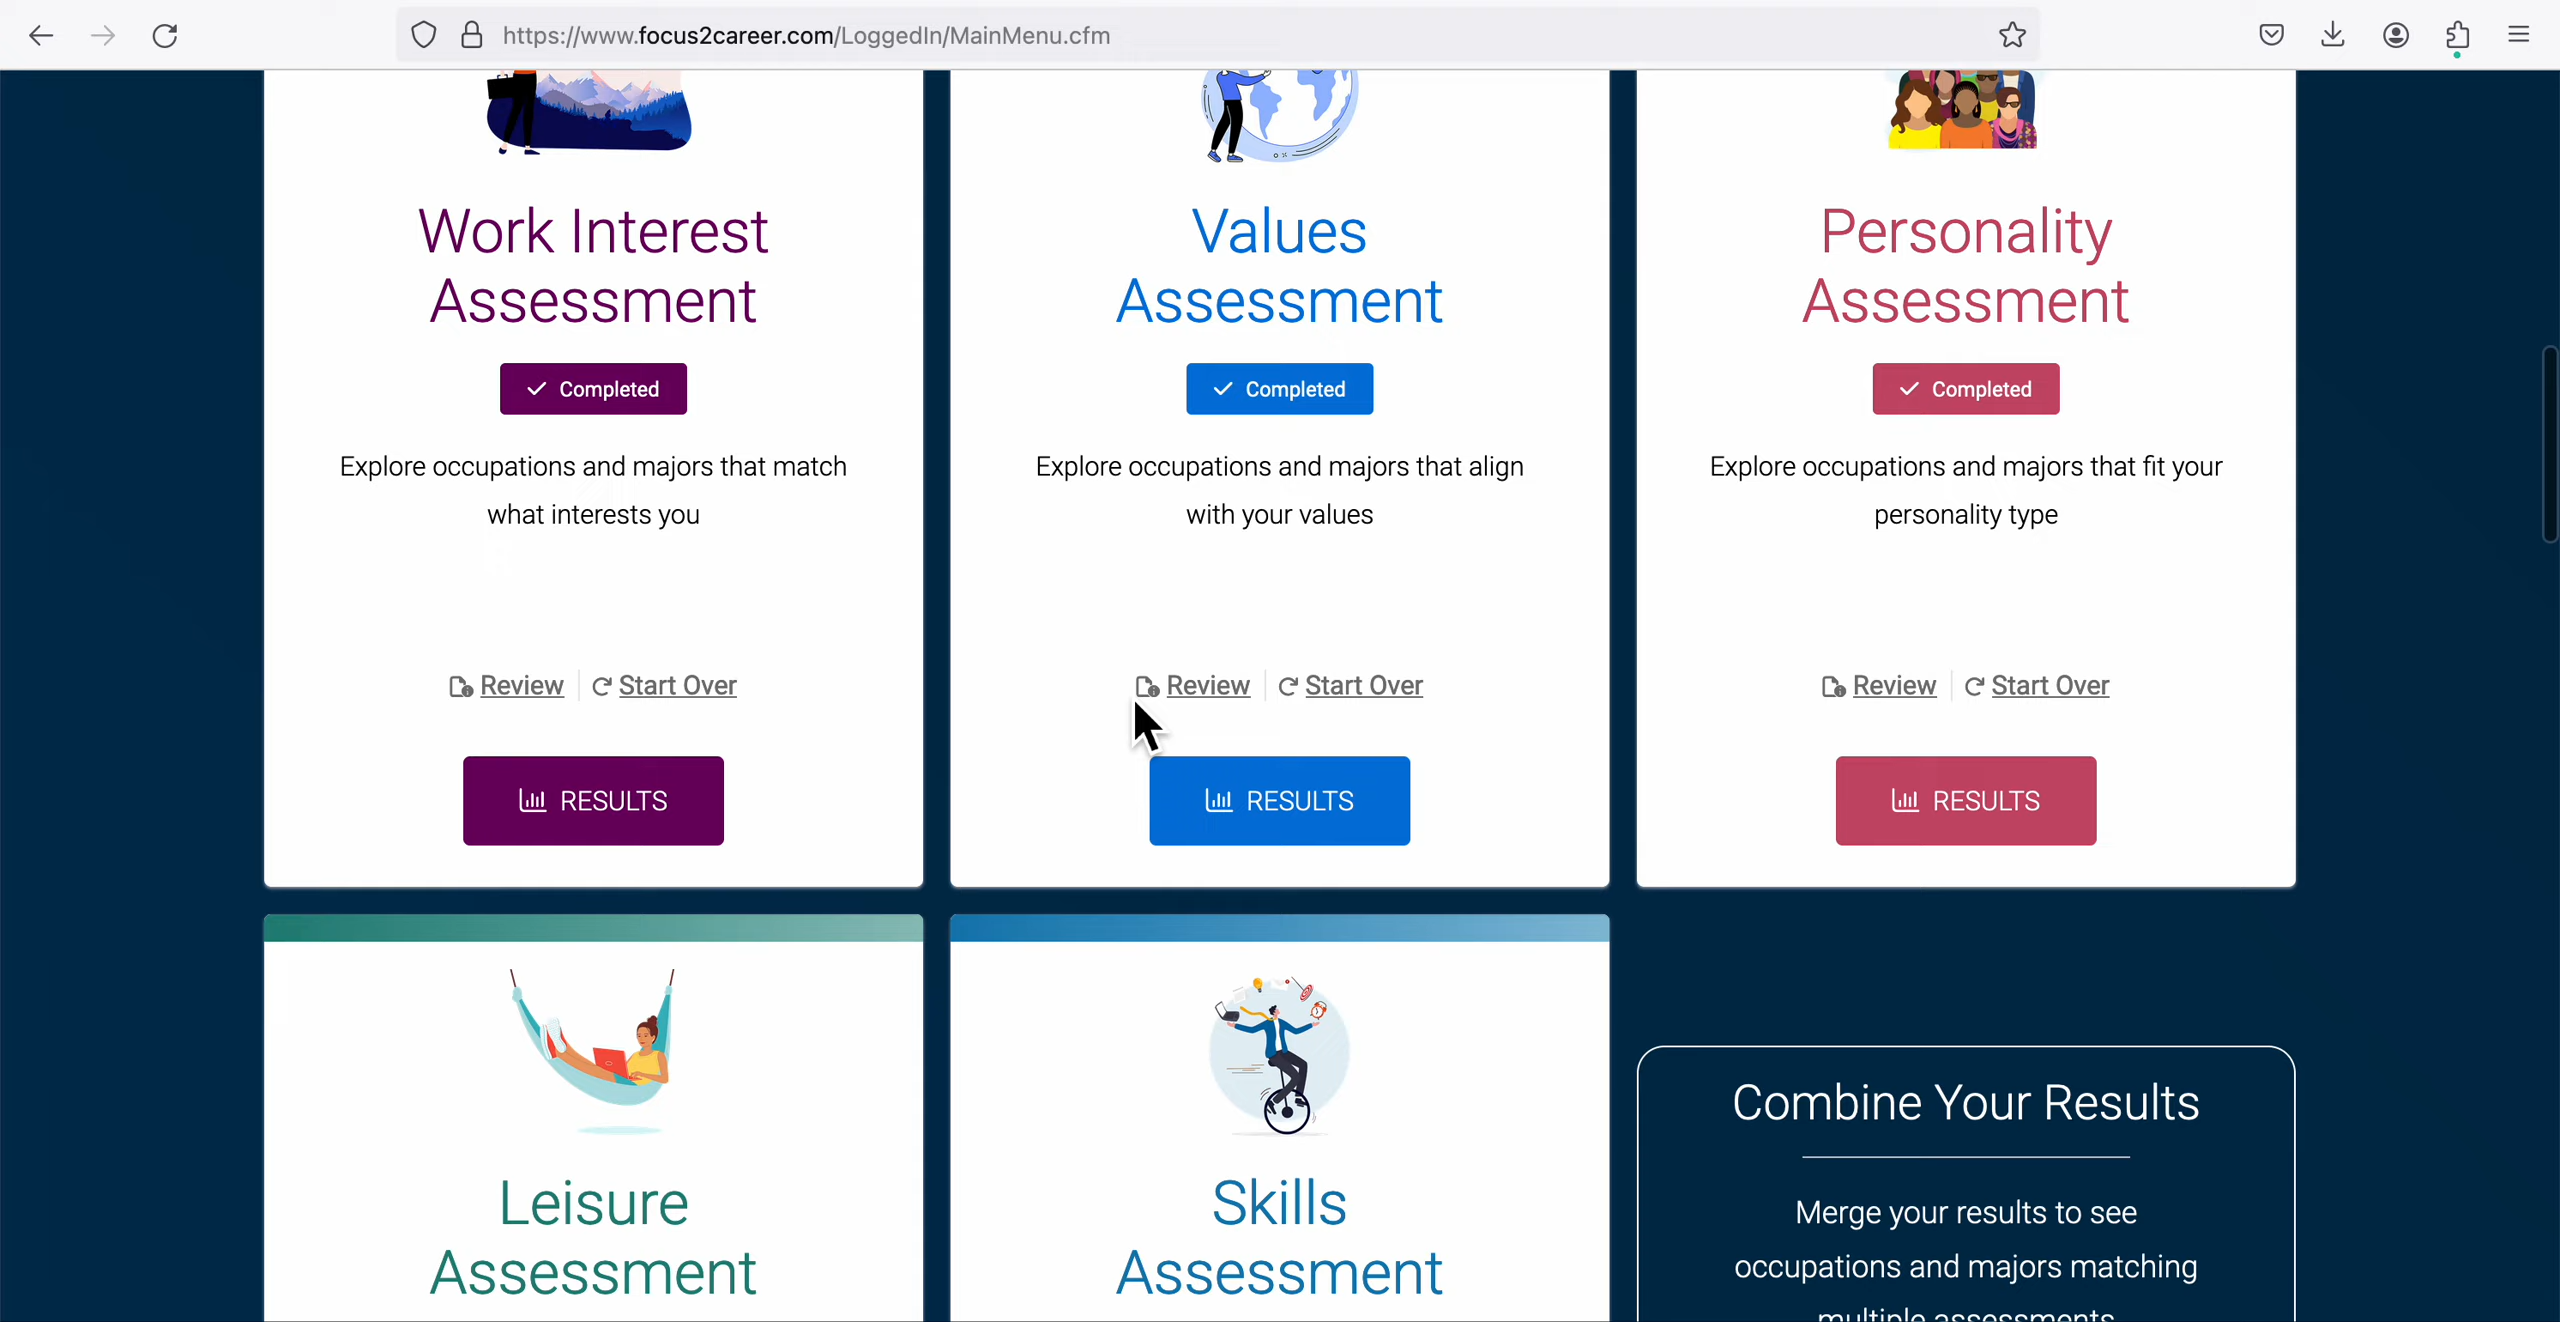 https://www.focus2career.com/LoggedIn/MainMenu.cfm
Work Interest
Assessment
Completed
Explore occupations and majors that match
what interests you
Review
Start Over
RESULTS
Values
Assessment
Completed
Explore occupations and majors that align
with your values
Review
Start Over
RESULTS
Personality
Assessment
Completed
Explore occupations and majors that fit your
personality type
Review
Start Over
RESULTS
Leisure
Assessment
Skills
Assessment
Combine Your Results
Merge your results to see
occupations and majors matching
multiple assessments